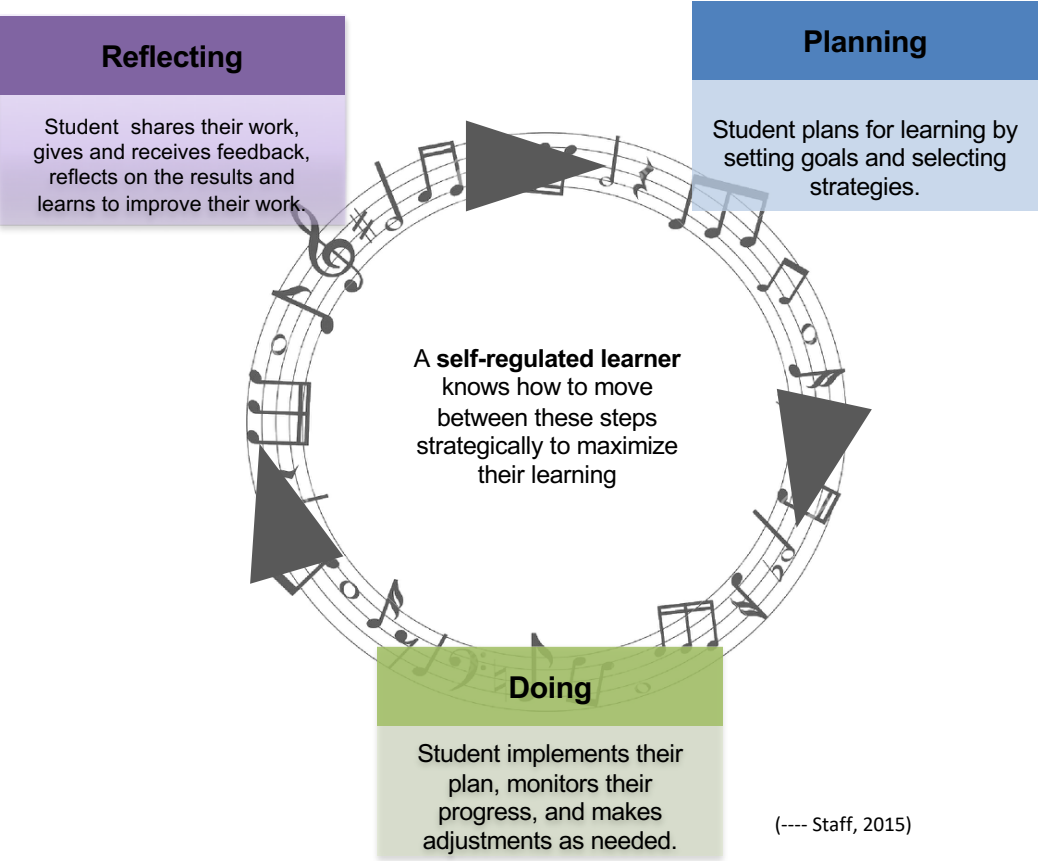 Reflecting
Student shares their work,
gives and receives feedback,
reflects on the results and
learns to improve their work.
Planning
Student plans for learning by
setting goals and selecting
strategies.
A self-regulated learner
knows how to move
between these steps
strategically to maximize
their learning
Doing
Student implements their
plan, monitors their
progress, and makes
adjustments as needed.
(---- Staff, 2015)